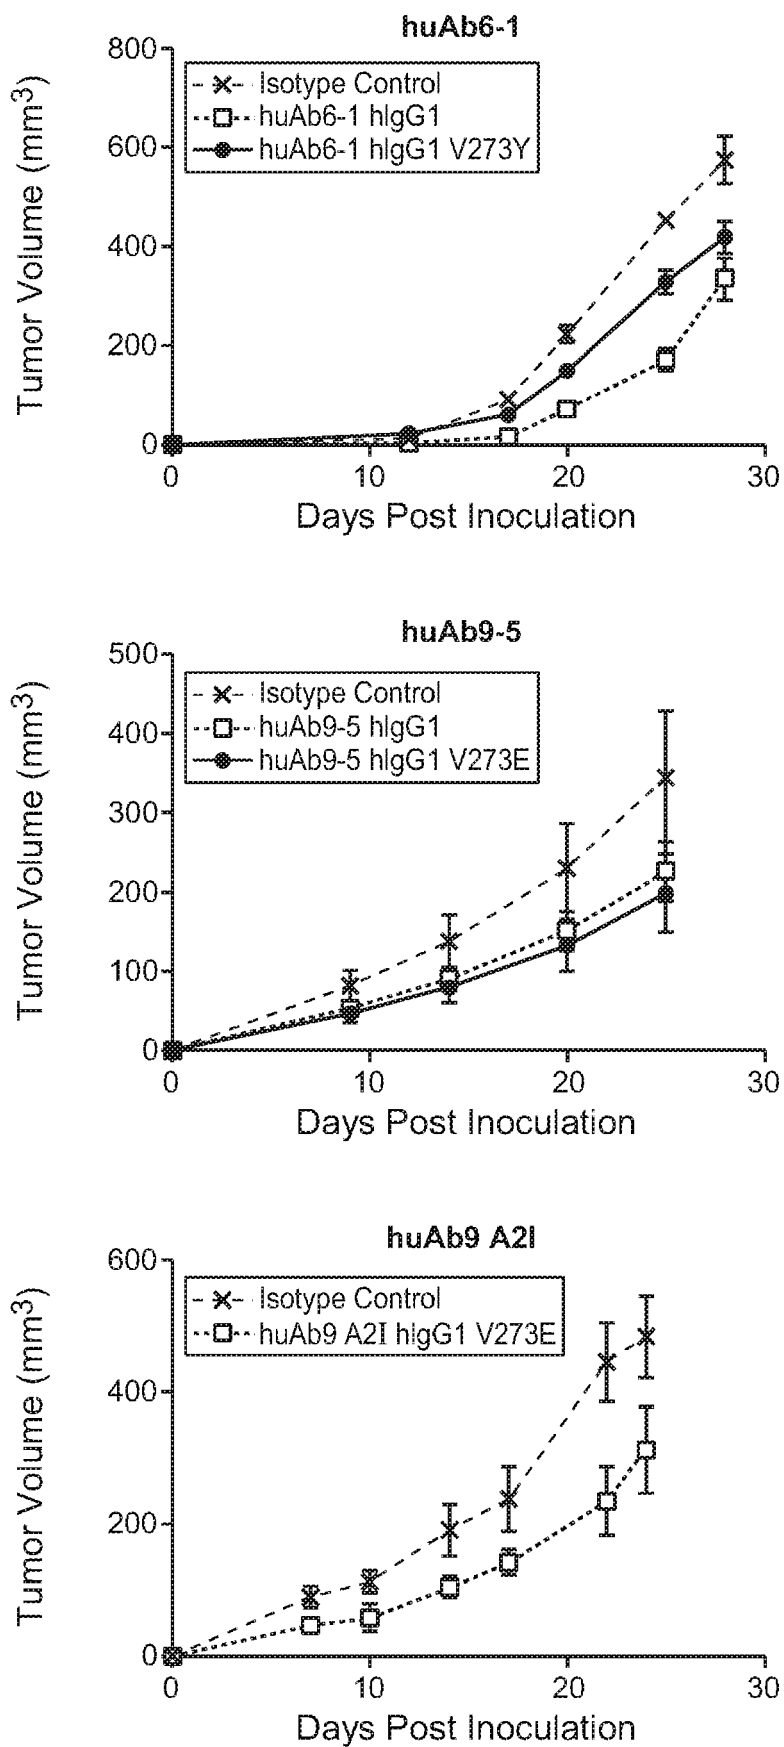 huAb6-1
800
600
400
200
0
Tumor Volume (mm3)
Isotype Control
huAb6-1 hIgG1
huAb6-1 hIgG1 V273Y
0 10 20 30
Days Post Inoculation
huAb9-5
500
400
300
200
100
0
Tumor Volume (mm3)
Isotype Control
huAb9-5 hIgG1
huAb9-5 hIgG1 V273E
0 10 20 30
Days Post Inoculation
huAb9 A2I
600
400
200
0
Tumor Volume (mm3)
Isotype Control
huAb9 A2I hIgG1 V273E
0 10 20 30
Days Post Inoculation